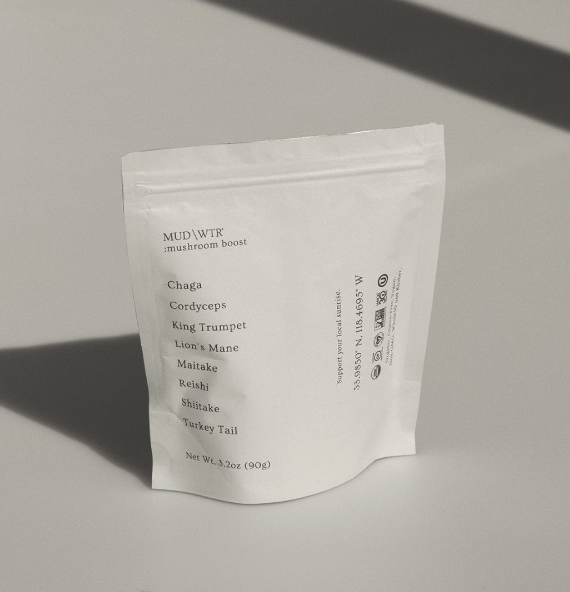 MUD\WTR
:mushroom boost
Chaga
Cordyceps
King Trumpet
Lion's Mane
Maitake
Reishi
Shiitake
Turkey Tail
Net Wt. 3.2oz (90g)
Support your local sunrise.
33.9850° N, 118.4695° W